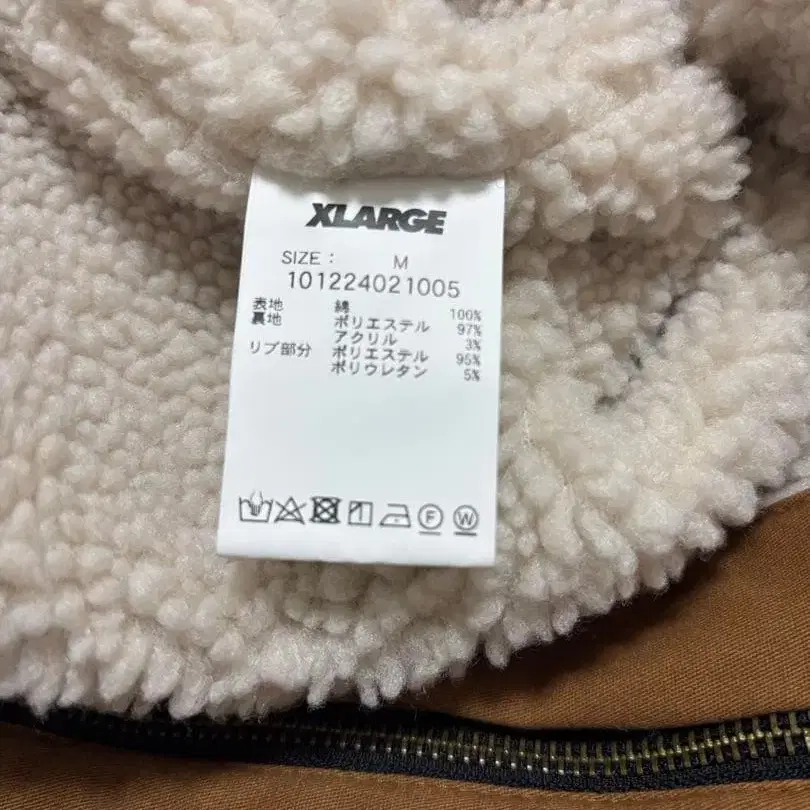 XLARGE
SIZE： M
101224021005
表地 綿 100%
裏地 ポリエステル 97%
アクリル 3%
リブ部分 ポリエステル 95%
ポリウレタン 5%
F W